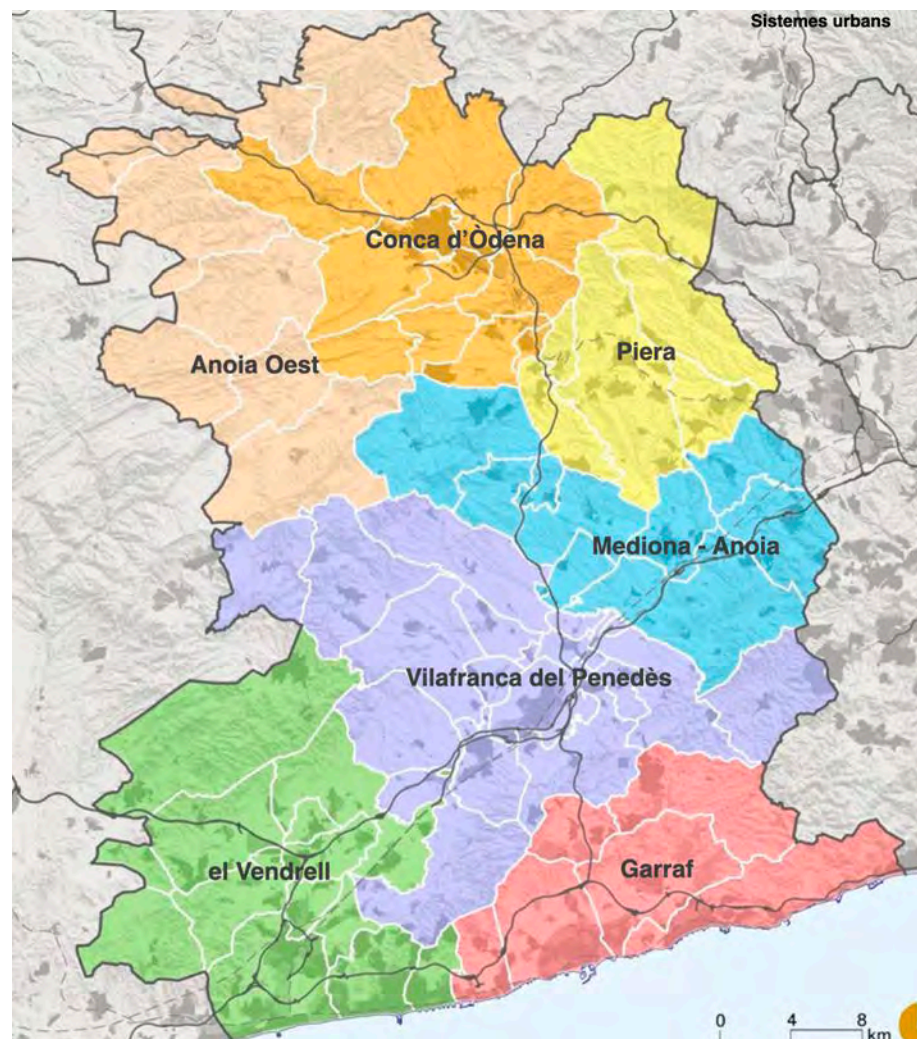 Sistemes urbans
Conca d'Òdena
Anoia Oest
Piera
Mediona - Anoia
Vilafranca del Penedès
el Vendrell
Garraf
0 4 8
km